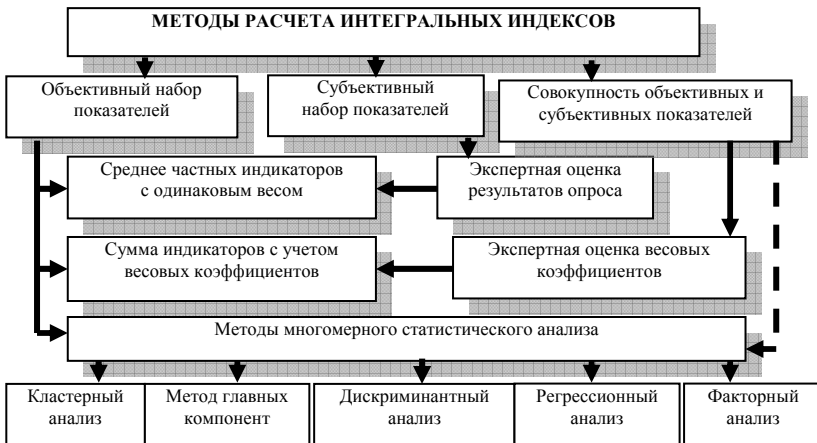 МЕТОДЫ РАСЧЕТА ИНТЕГРАЛЬНЫХ ИНДЕКСОВ
Объективный набор
показателей
Субъективный
набор показателей
Совокупность объективных и
субъективных показателей
Среднее частных индикаторов
с одинаковым весом
Экспертная оценка
результатов опроса
Сумма индикаторов с учетом
весовых коэффициентов
Экспертная оценка весовых
коэффициентов
Методы многомерного статистического анализа
Кластерный
анализ
Метод главных
компонент
Дискриминантный
анализ
Регрессионный
анализ
Факторный
анализ